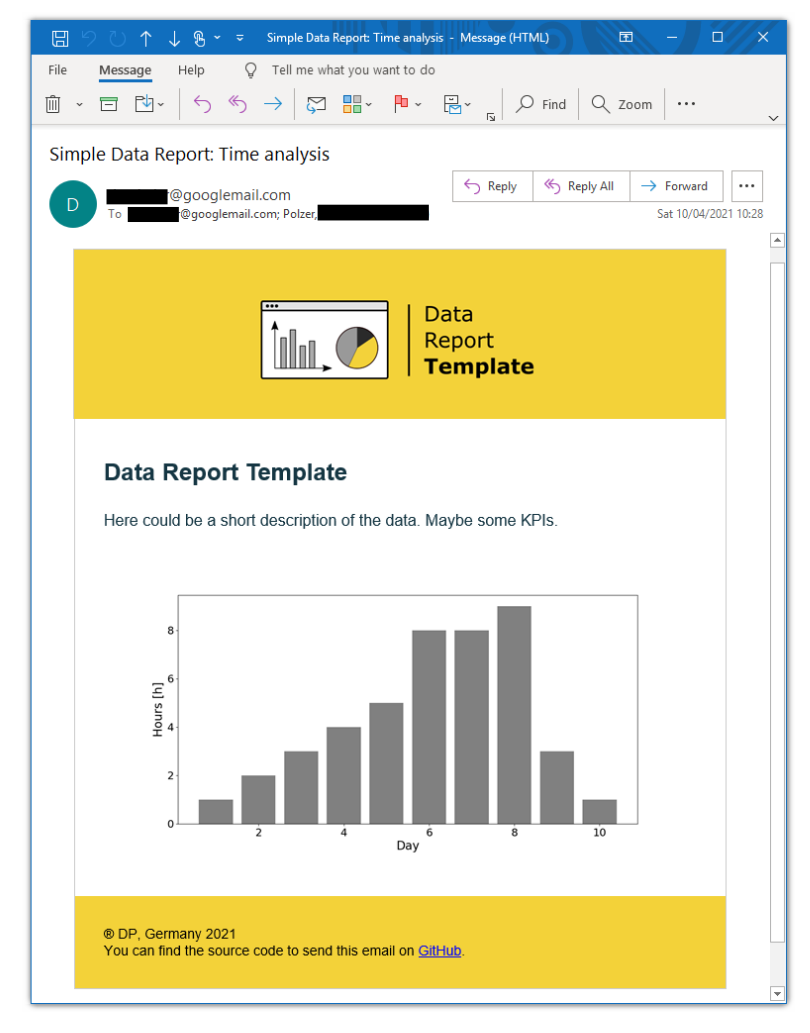 Simple Data Report: Time analysis - Message (HTML)
File Message Help Tell me what you want to do
Find Zoom
Simple Data Report: Time analysis
D
@googlemail.com
To @googlemail.com; Polzer,
Reply Reply All Forward
Sat 10/04/2021 10:28
Data
Report
Template
Data Report Template
Here could be a short description of the data. Maybe some KPIs.
8
6
4
2
0
Hours [h]
2 4 6 8 10
Day
® DP, Germany 2021
You can find the source code to send this email on GitHub.